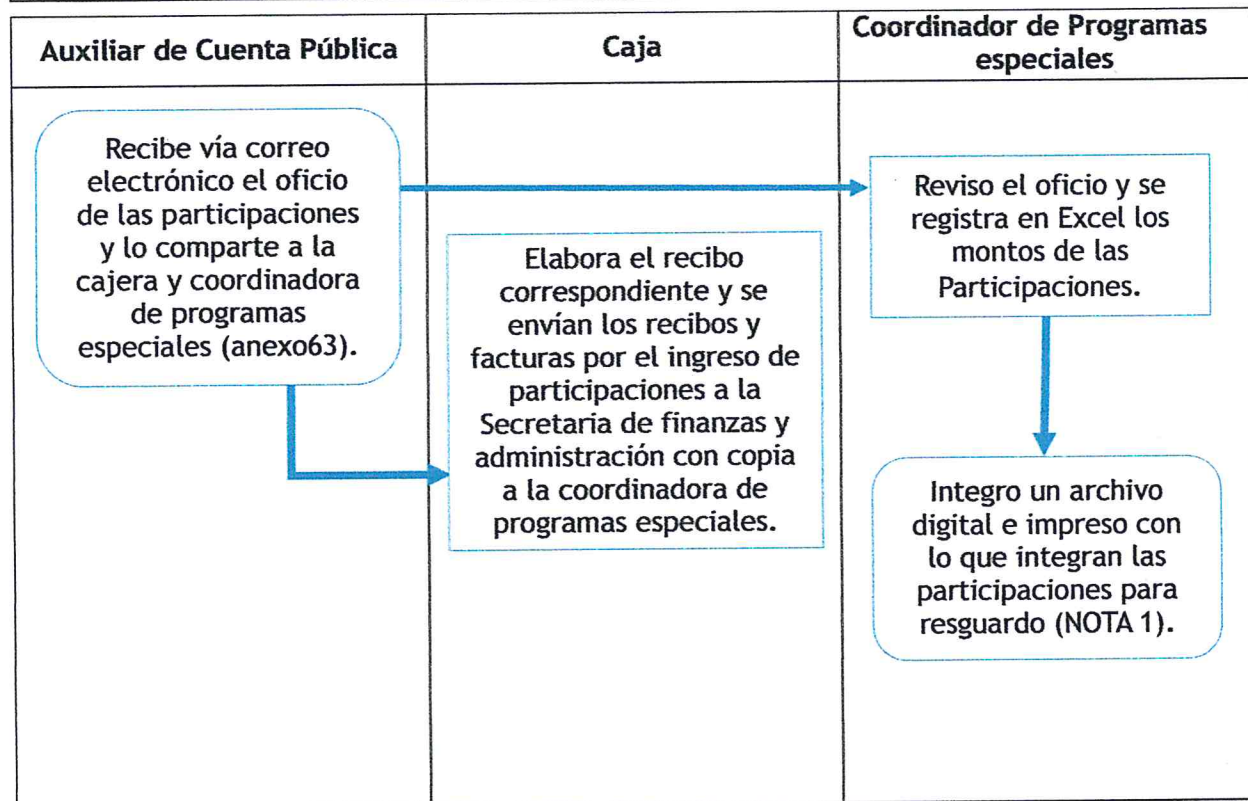 Auxiliar de Cuenta Pública
Caja
Coordinador de Programas
especiales
Recibe vía correo
electrónico el oficio
de las participaciones
y lo comparte a la
cajera y coordinadora
de programas
especiales (anexo63).
Elabora el recibo
correspondiente y se
envían los recibos y
facturas por el ingreso de
participaciones a la
Secretaria de finanzas y
administración con copia
a la coordinadora de
programas especiales.
Reviso el oficio y se
registra en Excel los
montos de las
Participaciones.
Integro un archivo
digital e impreso con
lo que integran las
participaciones para
resguardo (NOTA 1).